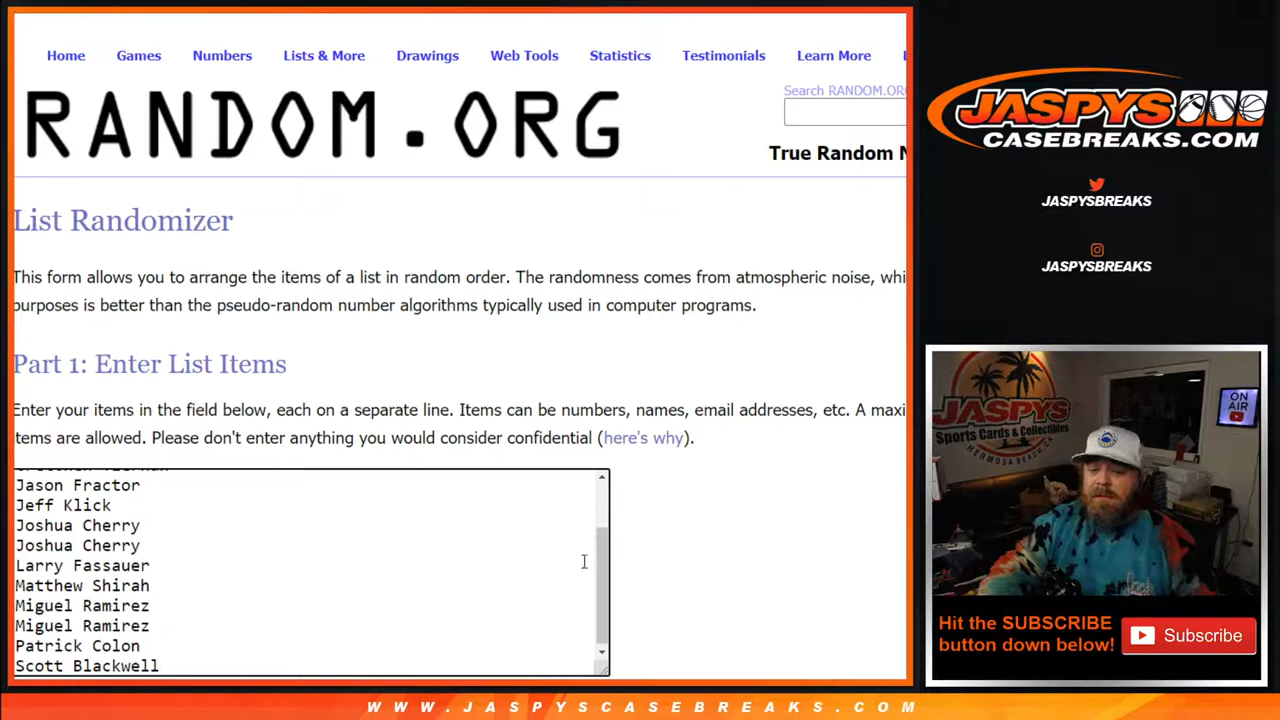 Home Games Numbers Lists & More Drawings Web Tools Statistics Testimonials Learn More
RANDOM.ORG
Search RANDOM.ORG
True Random
List Randomizer
This form allows you to arrange the items of a list in random order. The randomness comes from atmospheric noise, whi
purposes is better than the pseudo-random number algorithms typically used in computer programs.
Part 1: Enter List Items
Enter your items in the field below, each on a separate line. Items can be numbers, names, email addresses, etc. A maxi
items are allowed. Please don't enter anything you would consider confidential (here's why).
Jason Fractor
Jeff Klick
Joshua Cherry
Joshua Cherry
Larry Fassauer
Matthew Shirah
Miguel Ramirez
Miguel Ramirez
Patrick Colon
Scott Blackwell
JASPYS
CASEBREAKS.COM
JASPYSBREAKS
JASPYSBREAKS
JASPYS
Sports Cards & Collectibles
HERMOSA BEACH, CA
ON
AIR
Hit the SUBSCRIBE
button down below!
Subscribe
WWW.JASPYSCASEBREAKS.COM